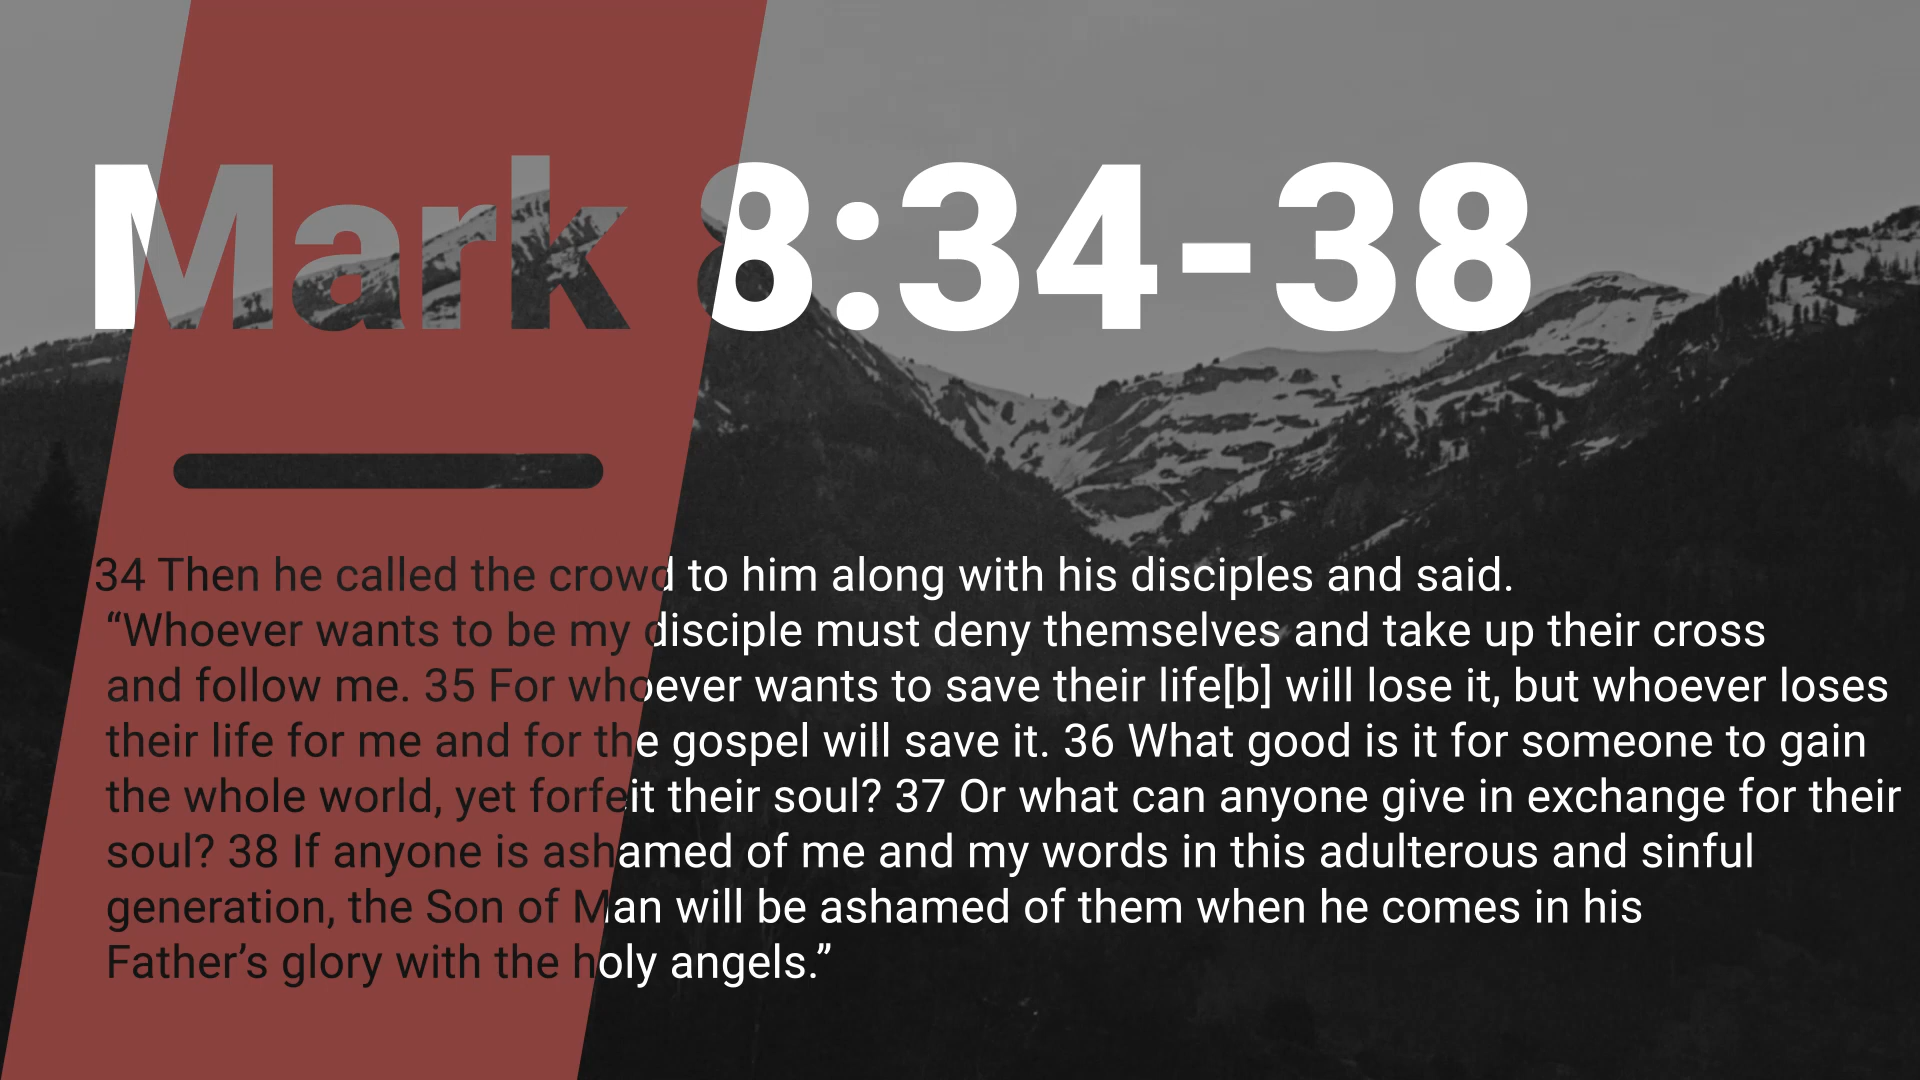 Mark 8:34-38
34 Then he called the crowd to him along with his disciples and said.
“Whoever wants to be my disciple must deny themselves and take up their cross
and follow me. 35 For whoever wants to save their life[b] will lose it, but whoever loses
their life for me and for the gospel will save it. 36 What good is it for someone to gain
the whole world, yet forfeit their soul? 37 Or what can anyone give in exchange for their
soul? 38 If anyone is ashamed of me and my words in this adulterous and sinful
generation, the Son of Man will be ashamed of them when he comes in his
Father’s glory with the holy angels.”